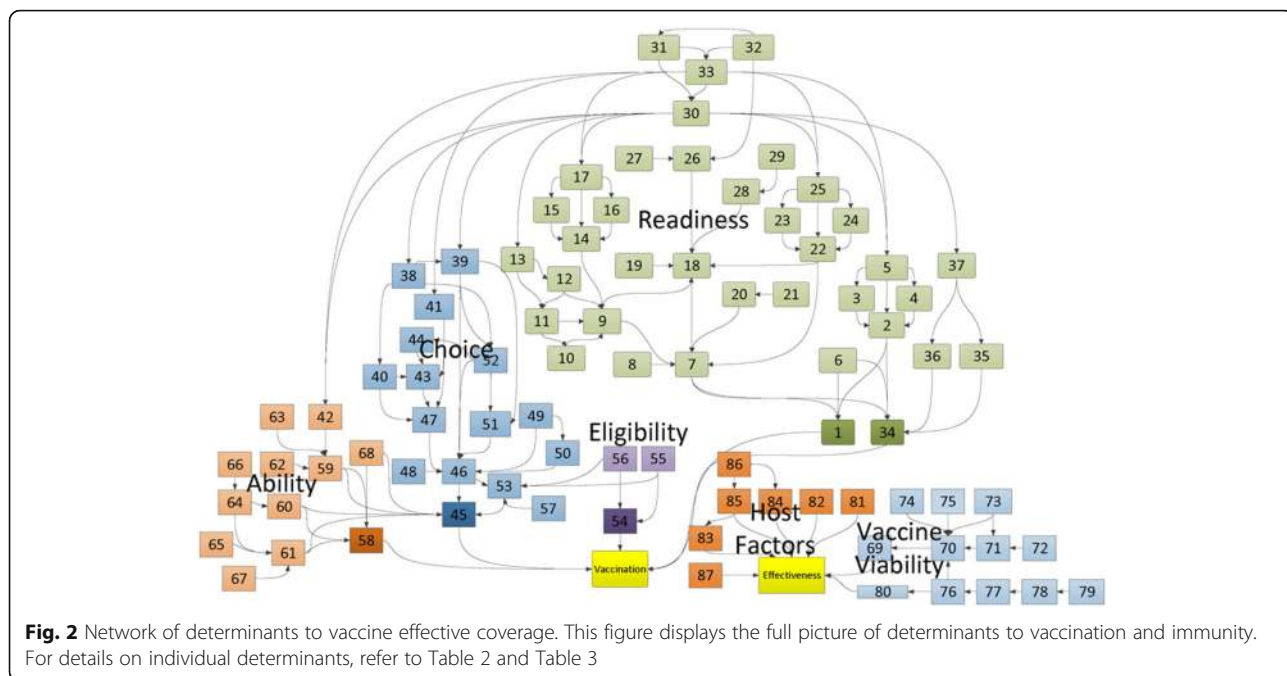 31 32
33
30
27 26 29
17 28 25
15 16 Readiness 23 24
14 22
13 19 18 5 37
38 39 12 20 21 3 4
41 11 9 2
44 Choice 52 10 8 7 6 36 35
40 43
63 42 47 51 49 Eligibility 1 34
66 62 59 68 48 46 50 56 55 86
64 Ability 60 53 85 84 82 81 74 75 73
65 61 58 45 57 54 83 Host Factors 69 Vaccine Viability 70 71 72
67 Vaccination 87 Effectiveness 80 76 77 78 79
Fig. 2 Network of determinants to vaccine effective coverage. This figure displays the full picture of determinants to vaccination and immunity.
For details on individual determinants, refer to Table 2 and Table 3